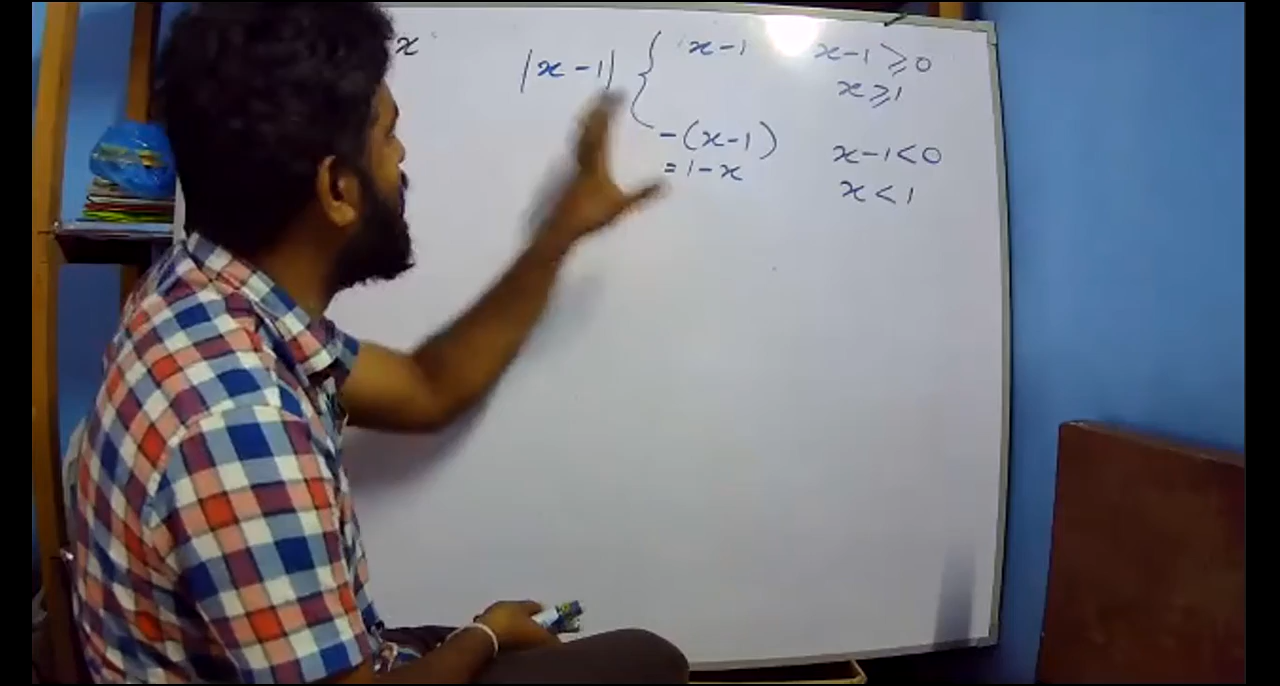 x
|x-1| { x-1 x-1 ⩾ 0
x ⩾ 1
-(x-1) x-1 < 0
= 1-x x < 1